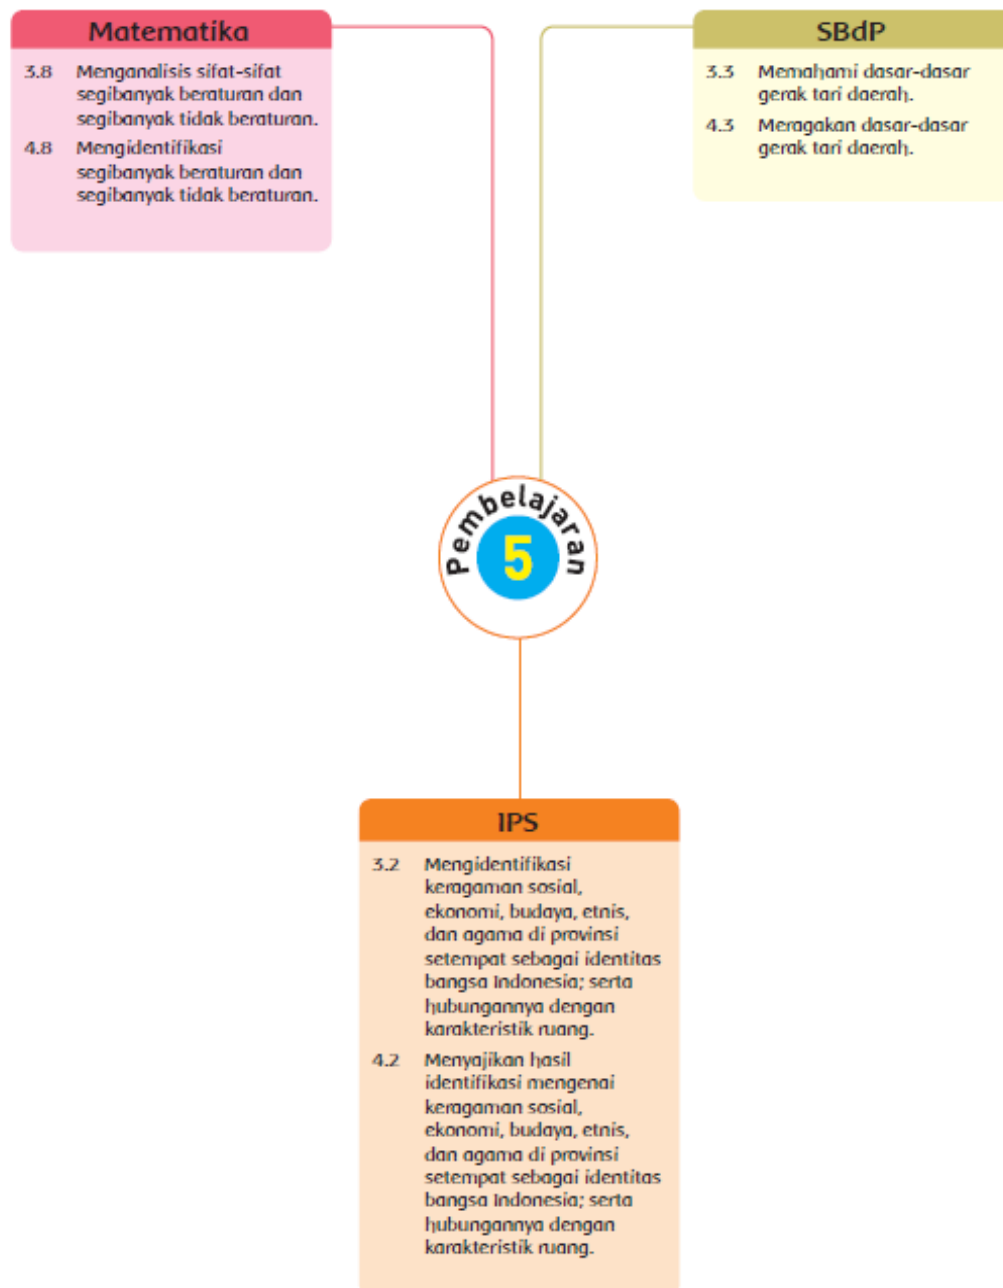 Matematika
3.8 Menganalisis sifat-sifat
segibanyak beraturan dan
segibanyak tidak beraturan.
4.8 Mengidentifikasi
segibanyak beraturan dan
segibanyak tidak beraturan.
SBdP
3.3 Memahami dasar-dasar
gerak tari daerah.
4.3 Meragakan dasar-dasar
gerak tari daerah.
Pembelajaran
5
IPS
3.2 Mengidentifikasi
keragaman sosial,
ekonomi, budaya, etnis,
dan agama di provinsi
setempat sebagai identitas
bangsa Indonesia; serta
hubungannya dengan
karakteristik ruang.
4.2 Menyajikan hasil
identifikasi mengenai
keragaman sosial,
ekonomi, budaya, etnis,
dan agama di provinsi
setempat sebagai identitas
bangsa Indonesia; serta
hubungannya dengan
karakteristik ruang.